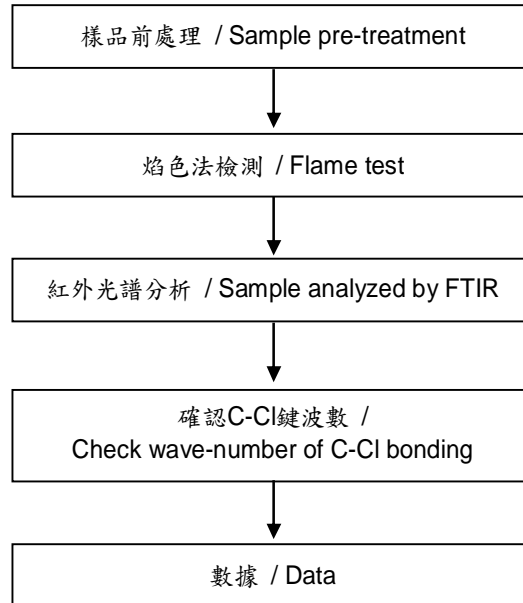 樣品前處理 / Sample pre-treatment
焰色法檢測 / Flame test
紅外光譜分析 / Sample analyzed by FTIR
確認C-Cl鍵波數 /
Check wave-number of C-Cl bonding
數據 / Data